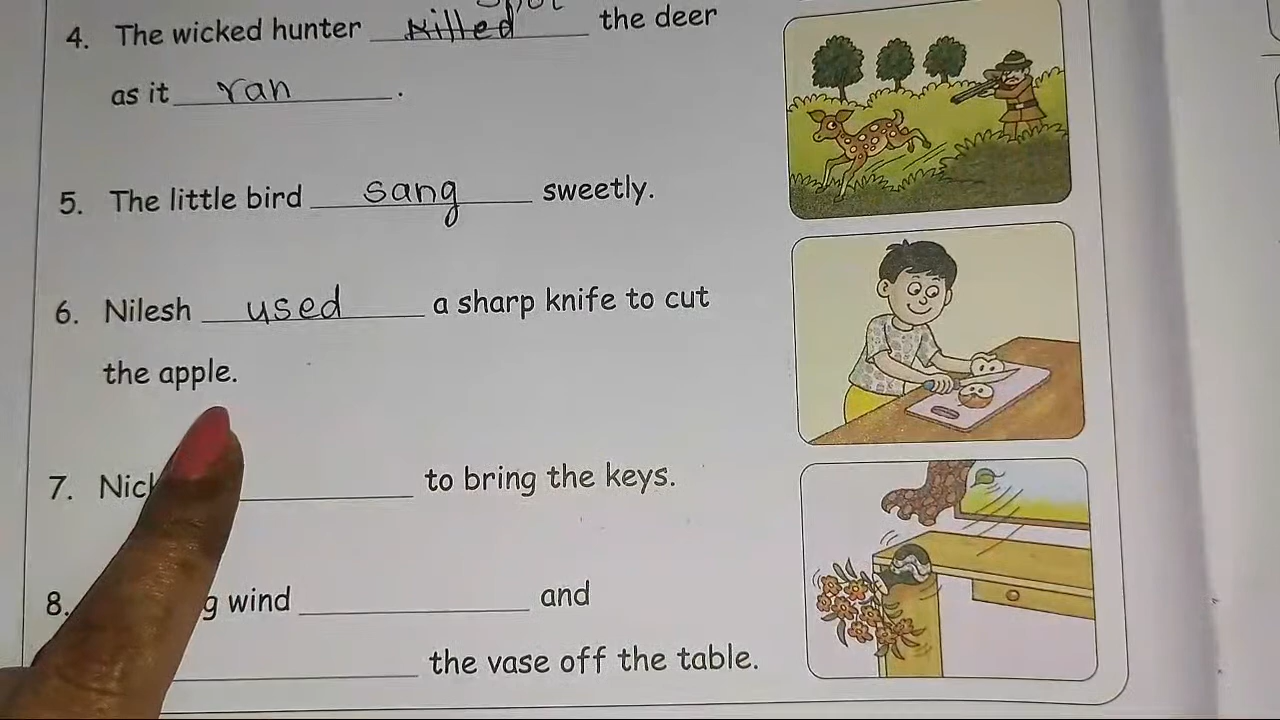 4. The wicked hunter killed the deer
as it ran.
5. The little bird sang sweetly.
6. Nilesh used a sharp knife to cut
the apple.
7. to bring the keys.
8. wind and
the vase off the table.